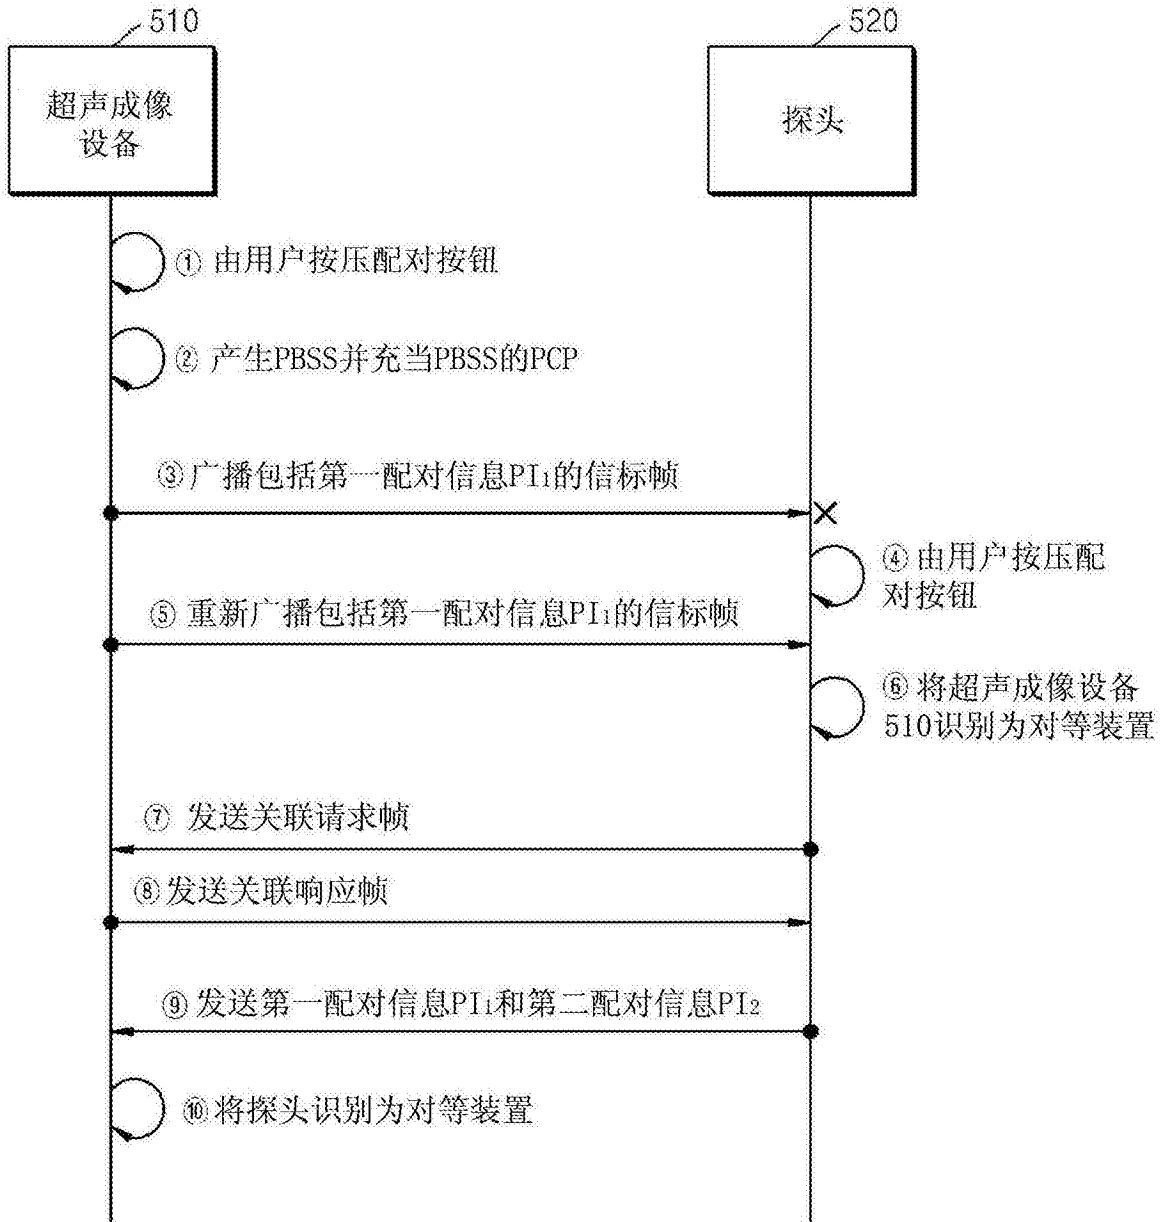 510
520
超声成像
设备
探头
① 由用户按压配对按钮
② 产生PBSS并充当PBSS的PCP
③广播包括第一配对信息PI₁的信标帧
④由用户按压配
对按钮
⑤ 重新广播包括第一配对信息PI₁的信标帧
⑥将超声成像设备
510识别为对等装置
⑦ 发送关联请求帧
⑧发送关联响应帧
⑨发送第一配对信息PI₁和第二配对信息PI₂
⑩将探头识别为对等装置